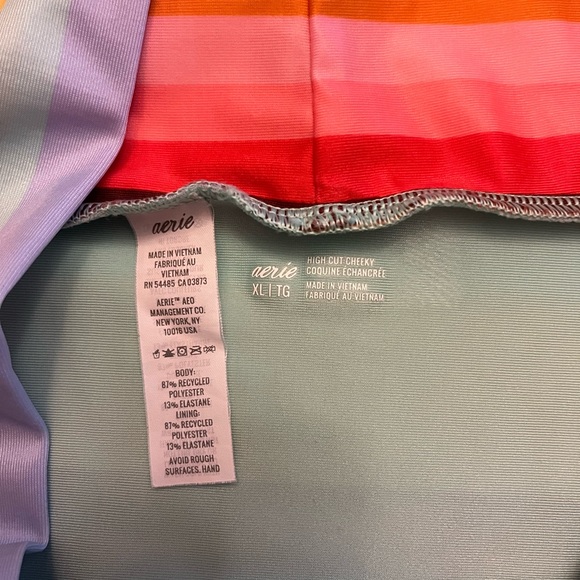 aerie
MADE IN VIETNAM
FABRIQUÉ AU
VIETNAM
RN 54485 CA 03873
AERIE™ AEO
MANAGEMENT CO.
NEW YORK, NY
10018 USA
BODY:
87% RECYCLED
POLYESTER
13% ELASTANE
LINING:
87% RECYCLED
POLYESTER
13% ELASTANE
AVOID ROUGH
SURFACES, HAND
aerie
XL | TG
HIGH CUT CHEEKY
COQUINE ÉCHANCRÉE
MADE IN VIETNAM
FABRIQUÉ AU VIETNAM